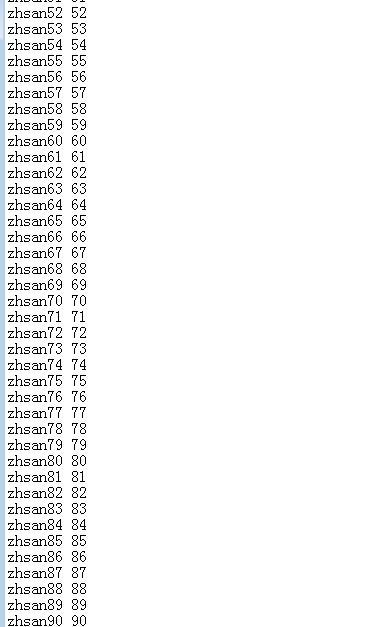 zhsan52 52
zhsan53 53
zhsan54 54
zhsan55 55
zhsan56 56
zhsan57 57
zhsan58 58
zhsan59 59
zhsan60 60
zhsan61 61
zhsan62 62
zhsan63 63
zhsan64 64
zhsan65 65
zhsan66 66
zhsan67 67
zhsan68 68
zhsan69 69
zhsan70 70
zhsan71 71
zhsan72 72
zhsan73 73
zhsan74 74
zhsan75 75
zhsan76 76
zhsan77 77
zhsan78 78
zhsan79 79
zhsan80 80
zhsan81 81
zhsan82 82
zhsan83 83
zhsan84 84
zhsan85 85
zhsan86 86
zhsan87 87
zhsan88 88
zhsan89 89
zhsan90 90